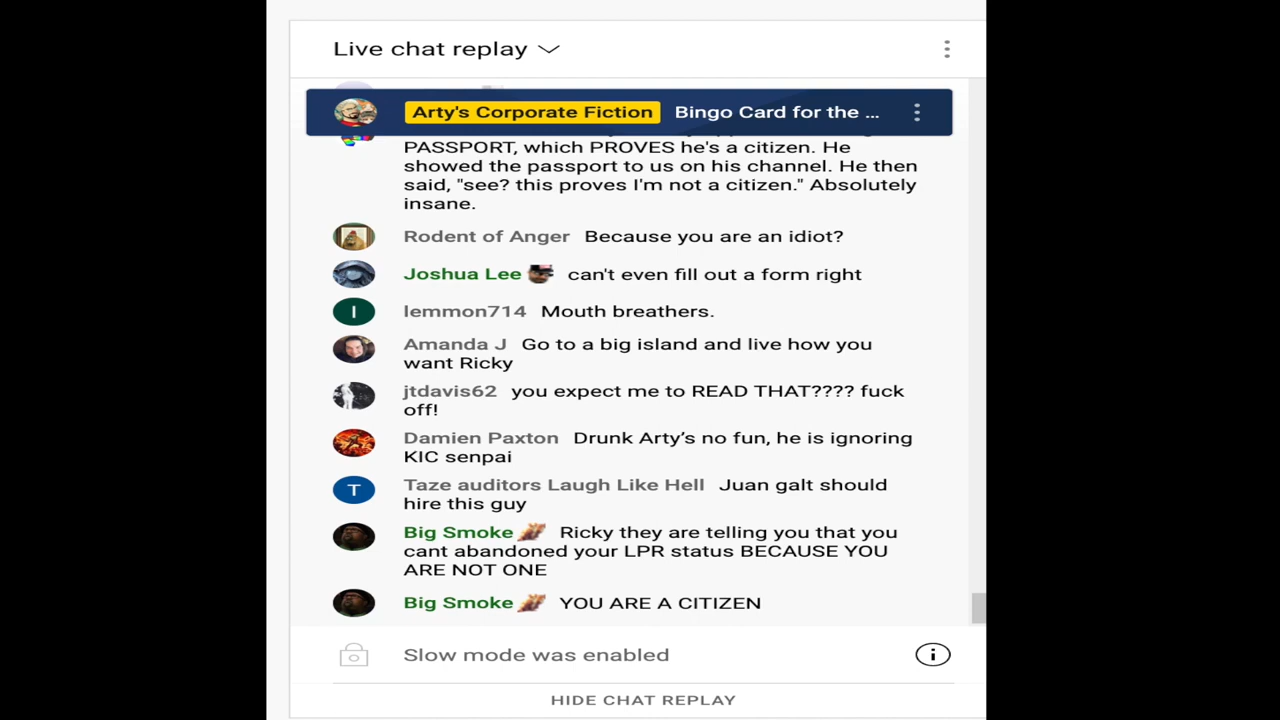 Live chat replay
Arty's Corporate Fiction Bingo Card for the ...
PASSPORT, which PROVES he's a citizen. He
showed the passport to us on his channel. He then
said, "see? this proves I'm not a citizen." Absolutely
insane.
Rodent of Anger Because you are an idiot?
Joshua Lee can't even fill out a form right
I
lemmon714 Mouth breathers.
Amanda J Go to a big island and live how you
want Ricky
jtdavis62 you expect me to READ THAT???? fuck
off!
Damien Paxton Drunk Arty’s no fun, he is ignoring
KIC senpai
T
Taze auditors Laugh Like Hell Juan galt should
hire this guy
Big Smoke Ricky they are telling you that you
cant abandoned your LPR status BECAUSE YOU
ARE NOT ONE
Big Smoke YOU ARE A CITIZEN
Slow mode was enabled
HIDE CHAT REPLAY